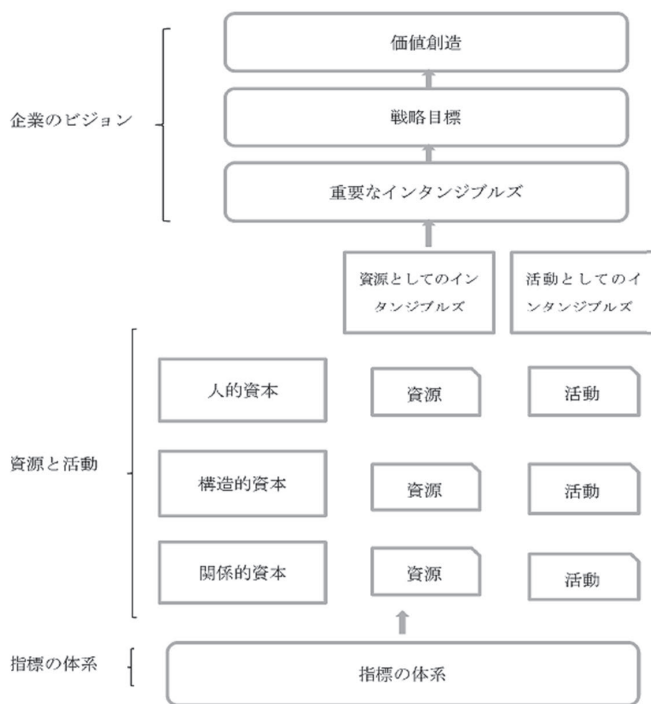 価値創造
企業のビジョン
戦略目標
重要なインタンジブルズ
資源としてのイン
タンジブルズ
活動としてのイ
ンタンジブルズ
人的資本
資源
活動
資源と活動
構造的資本
資源
活動
関係的資本
資源
活動
指標の体系
指標の体系